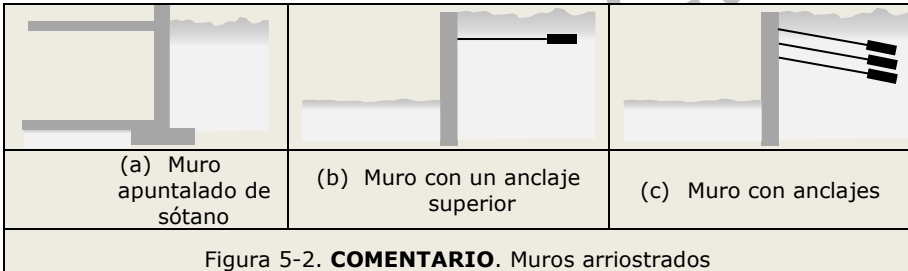 (a) Muro
apuntalado de
sótano
(b) Muro con un anclaje
superior
(c) Muro con anclajes
Figura 5-2. COMENTARIO. Muros arriostrados